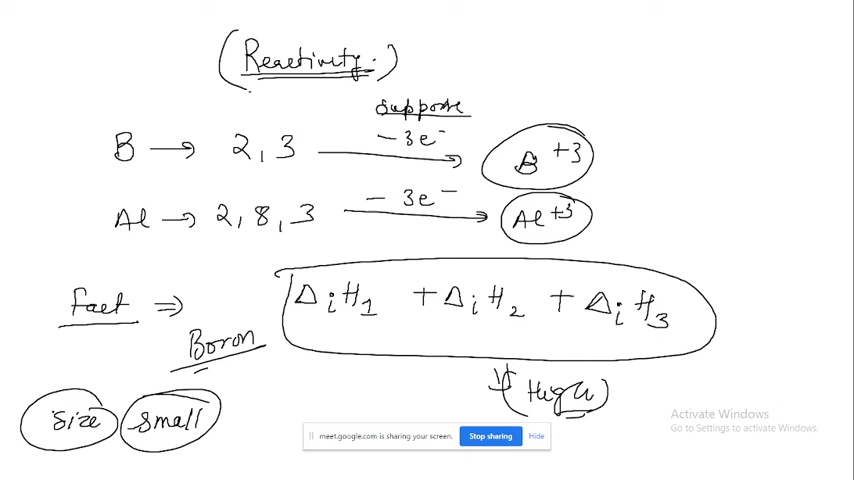 (Reactivity.)
suppose
B → 2, 3 - 3e⁻ B +3
Al → 2, 8, 3 - 3e⁻ Al +3
Fact ⇒ ΔiH1 + ΔiH2 + ΔiH3
Boron
(High)
Size small
meet.google.com is sharing your screen. Stop sharing Hide
Activate Windows
Go to Settings to activate Windows.